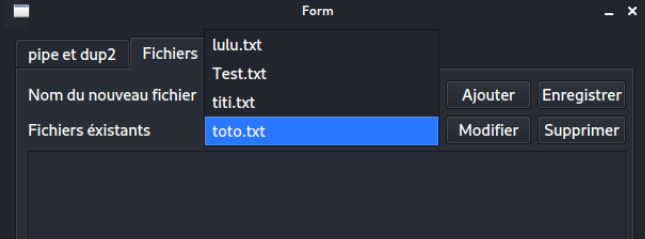 Form
pipe et dup2 Fichiers
lulu.txt
Test.txt
Nom du nouveau fichier titi.txt Ajouter Enregistrer
Fichiers éxistants toto.txt Modifier Supprimer